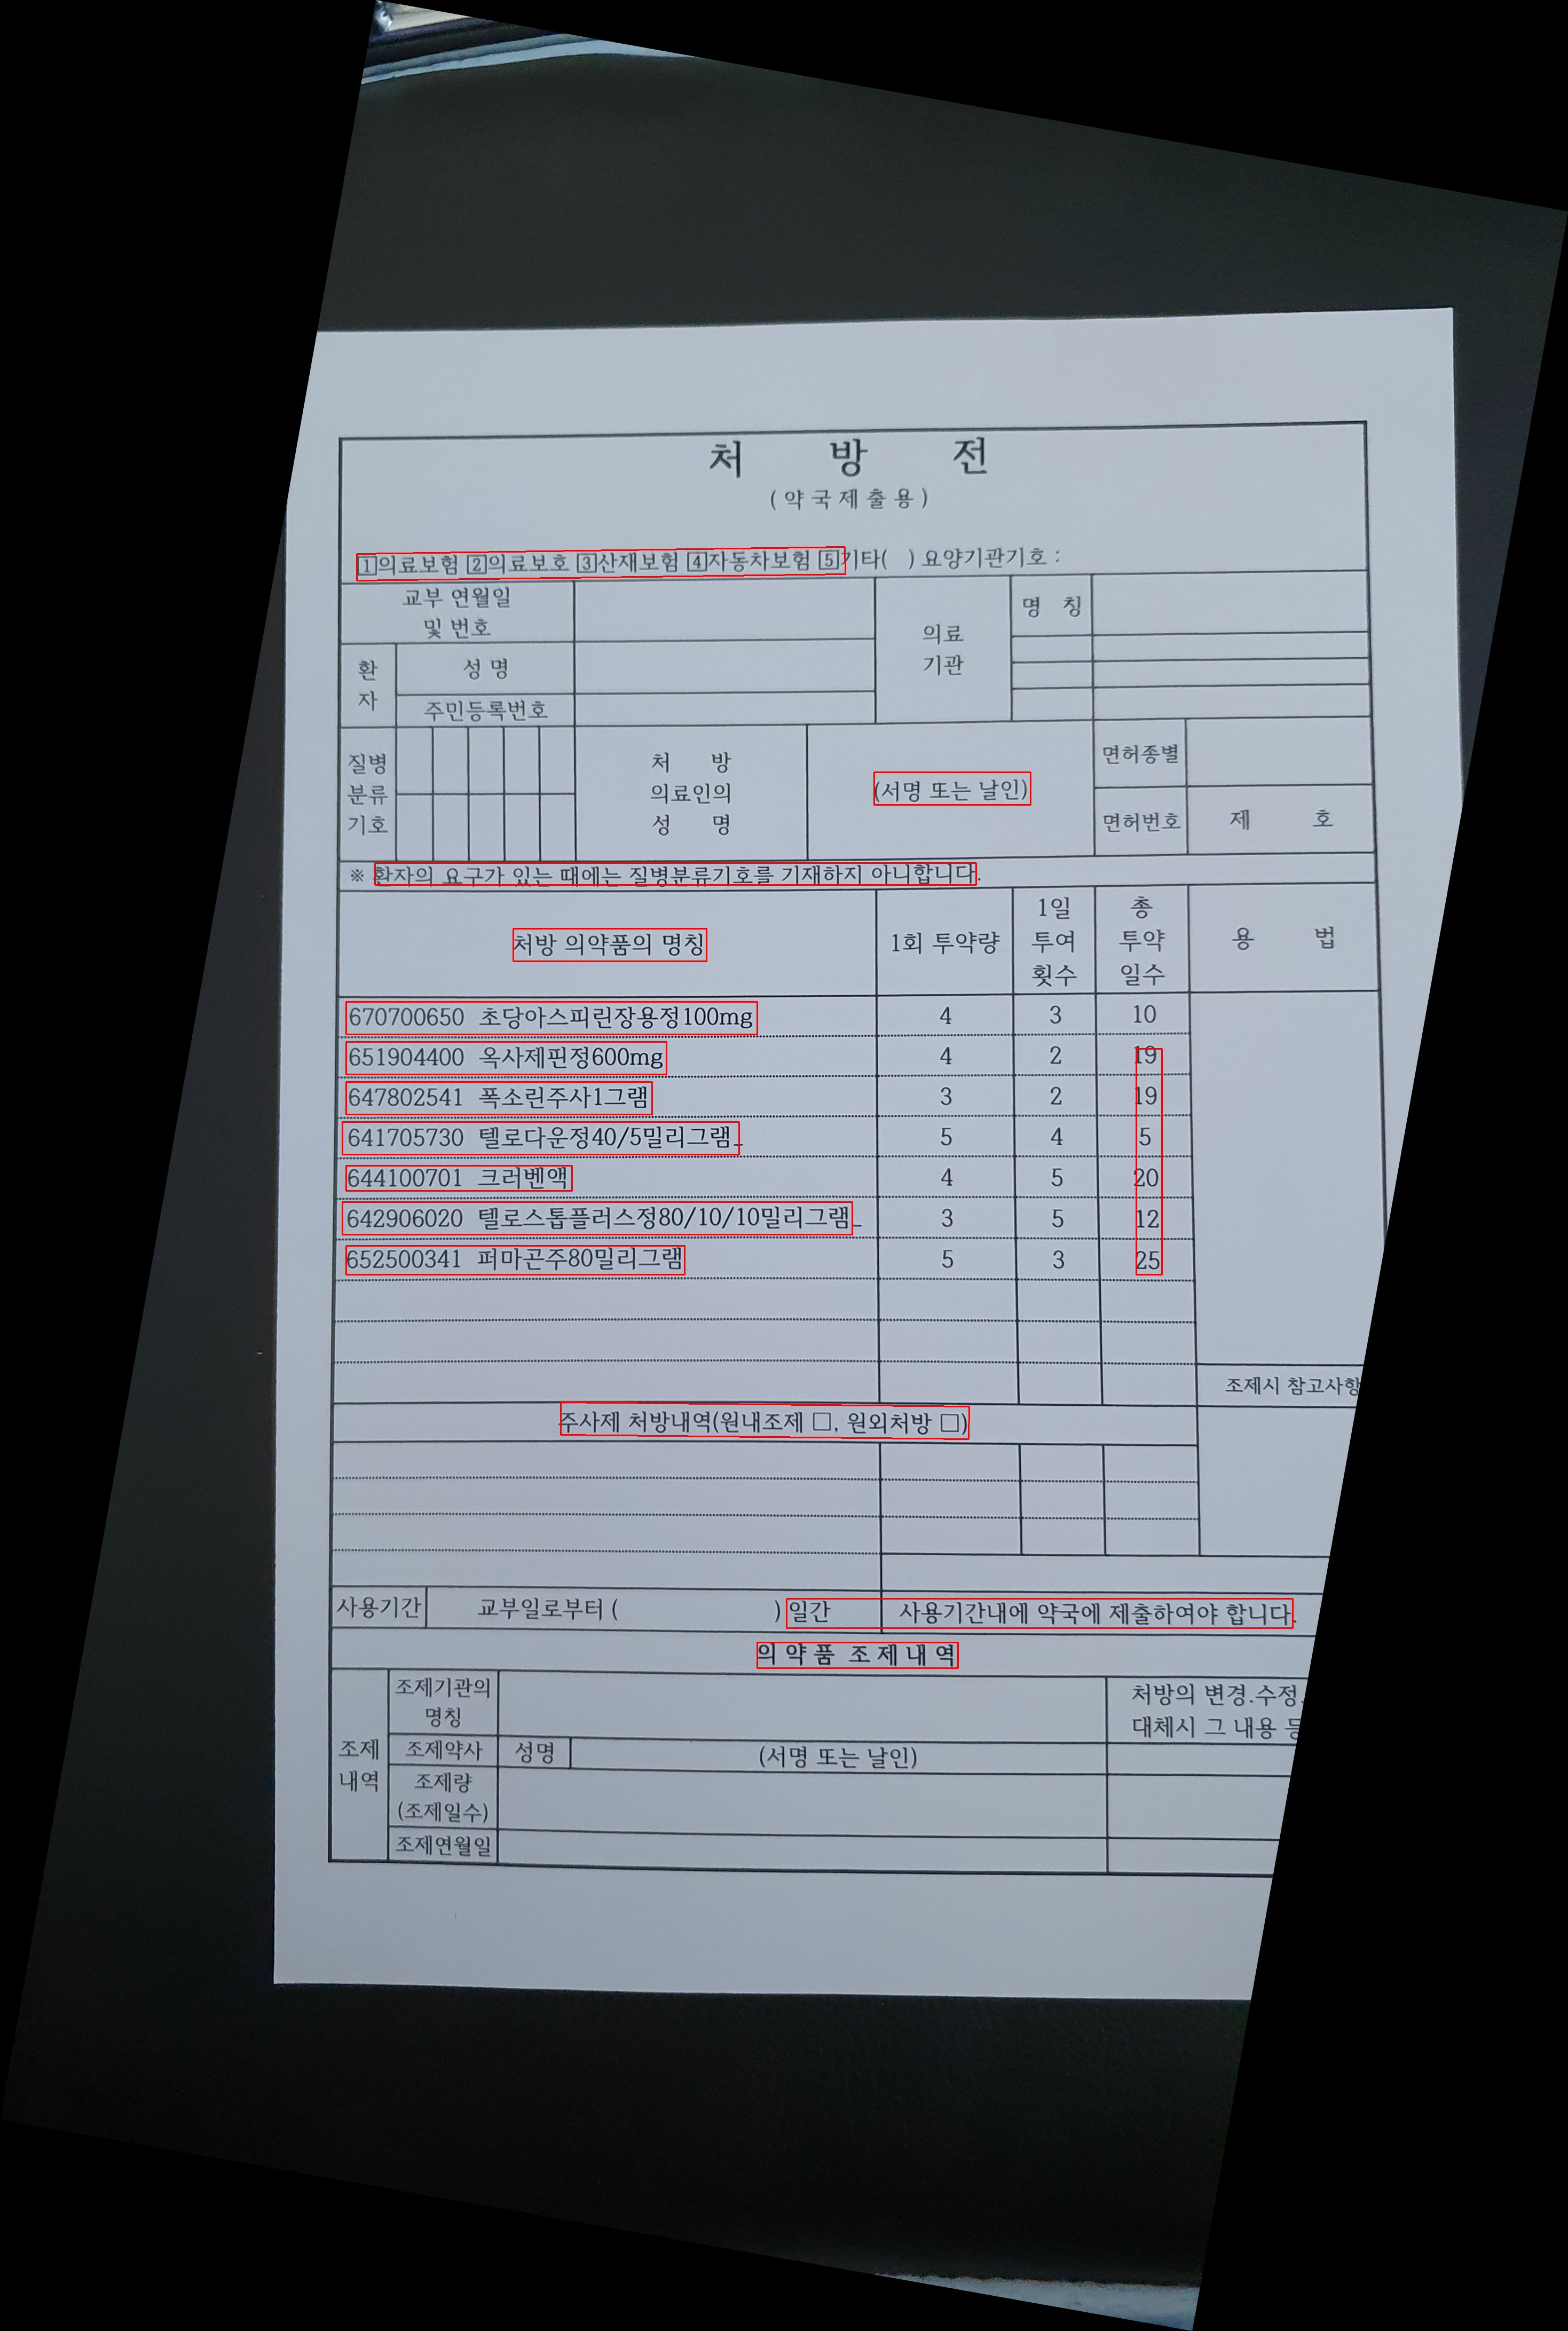 처 방 전
(약국제출용)
1의료보험 2의료보호 3산재보험 4자동차보험 5기타( ) 요양기관기호 :
교부 연월일
및 번호
의료
기관
명 칭
환
자
성 명
주민등록번호
질병
분류
기호
처 방
의료인의
성 명
(서명 또는 날인)
면허종별
면허번호
제 호
※ 환자의 요구가 있는 때에는 질병분류기호를 기재하지 아니합니다.
처방 의약품의 명칭
1회 투약량
1일
투여
횟수
총
투약
일수
용 법
670700650 초당아스피린장용정100mg 4 3 10
651904400 옥사제핀정600mg 4 2 19
647802541 폭소린주사1그램 3 2 19
641705730 텔로다운정40/5밀리그램_ 5 4 5
644100701 크러벤액 4 5 20
642906020 텔로스톱플러스정80/10/10밀리그램_ 3 5 12
652500341 퍼마곤주80밀리그램 5 3 25
조제시 참고사항
주사제 처방내역(원내조제 □, 원외처방 □)
사용기간 교부일로부터 ( ) 일간 사용기간내에 약국에 제출하여야 합니다.
의 약 품 조 제 내 역
조제
내역
조제기관의
명칭
처방의 변경.수정.
대체시 그 내용 등
조제약사 성명 (서명 또는 날인)
조제량
(조제일수)
조제연월일